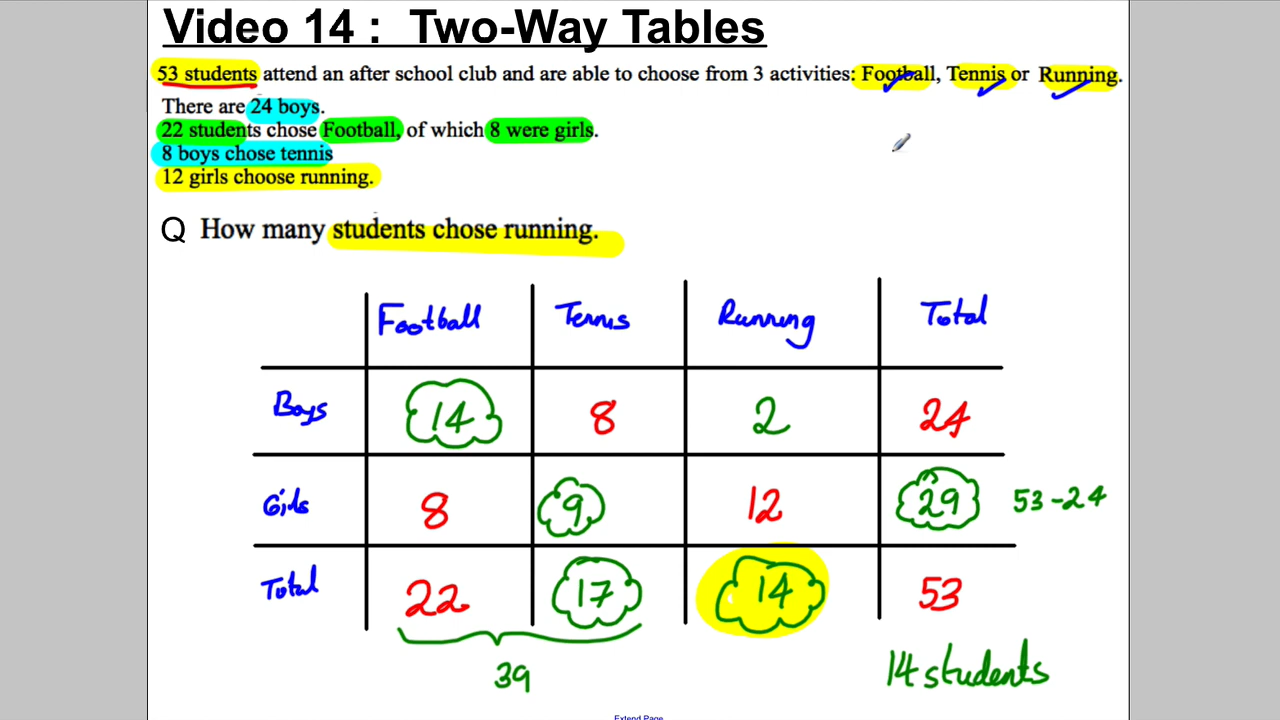 Video 14 : Two-Way Tables
53 students attend an after school club and are able to choose from 3 activities: Football, Tennis or Running.
There are 24 boys.
22 students chose Football, of which 8 were girls.
8 boys chose tennis
12 girls choose running.
Q How many students chose running.
Football Tennis Running Total
Boys 14 8 2 24
Girls 8 9 12 29 53-24
Total 22 17 14 53
39
14 students
Extend Page